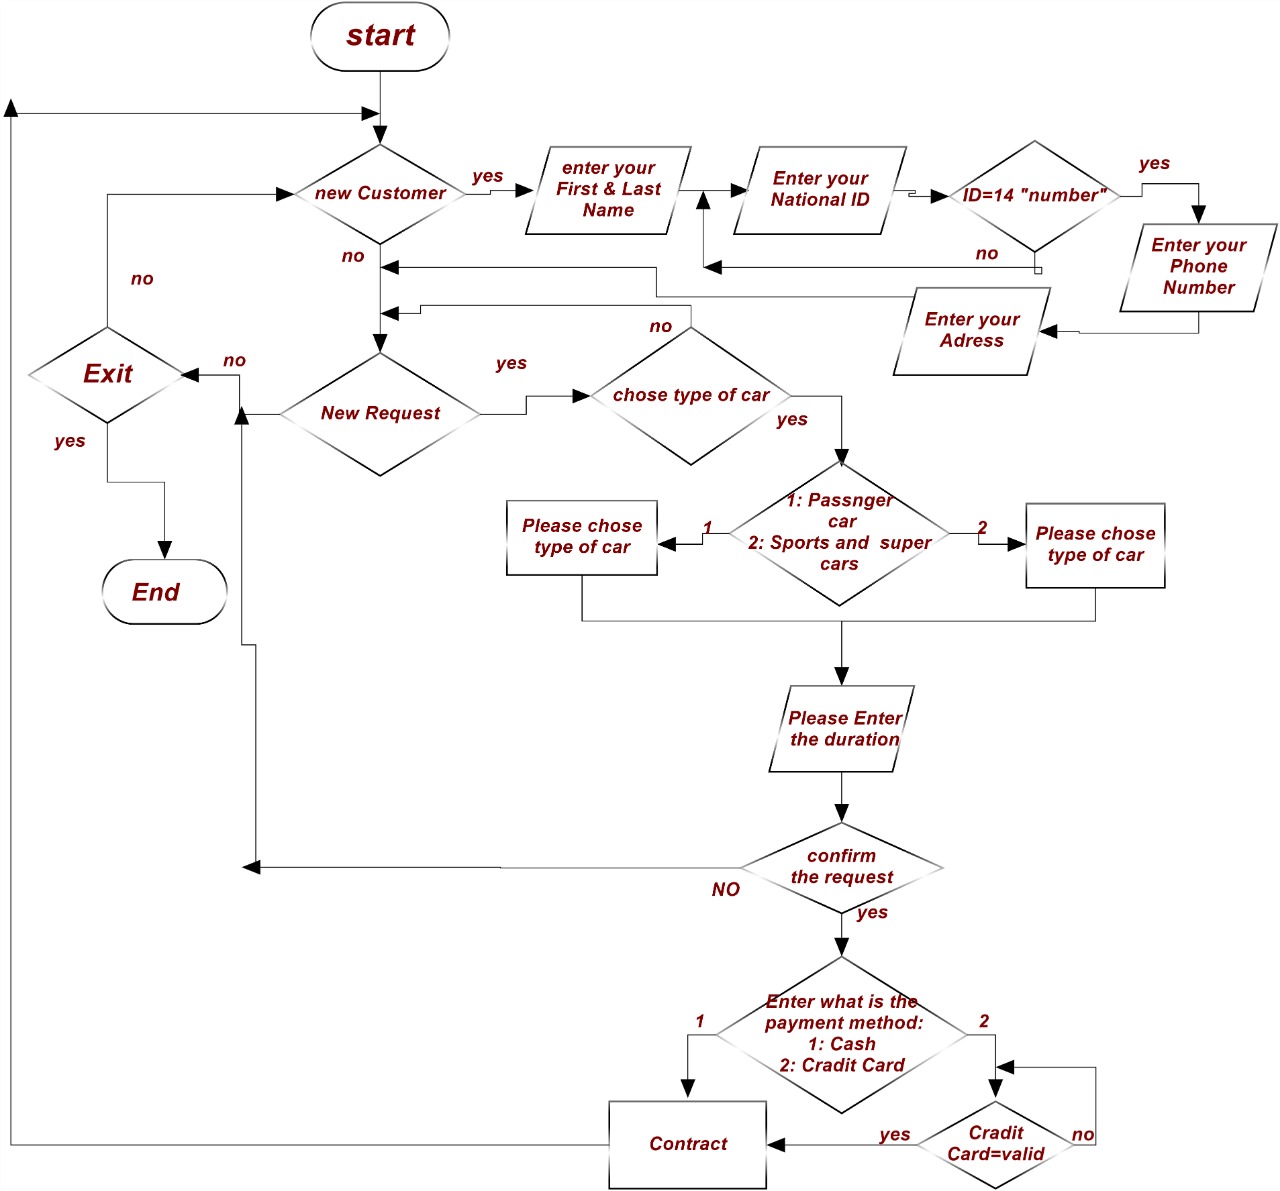 start
new Customer
yes
enter your
First & Last
Name
Enter your
National ID
ID=14 "number"
yes
no
no
Enter your
Phone
Number
no
Enter your
Adress
no
Exit
no
yes
New Request
yes
chose type of car
yes
1: Passnger
car
2: Sports and super
cars
1
2
Please chose
type of car
Please chose
type of car
End
Please Enter
the duration
confirm
the request
NO
yes
Enter what is the
payment method:
1: Cash
2: Cradit Card
1
2
Contract
yes
Cradit
Card=valid
no